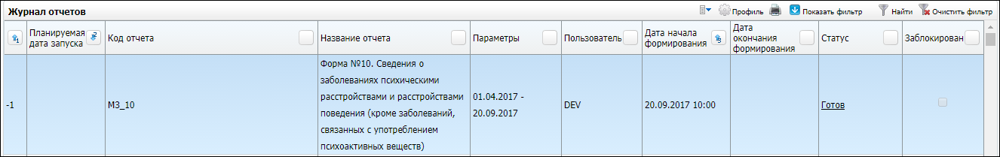 Журнал отчетов
Профиль
Показать фильтр
Найти
Очистить фильтр
1
Планируемая
дата запуска
2
Код отчета
Название отчета
Параметры
Пользователь
Дата начала
формирования
Дата
окончания
формирования
Статус
Заблокирован
-1
МЗ_10
Форма №10. Сведения о
заболеваниях психическими
расстройствами и расстройствами
поведения (кроме заболеваний,
связанных с употреблением
психоактивных веществ)
01.04.2017 -
20.09.2017
DEV
20.09.2017 10:00
Готов